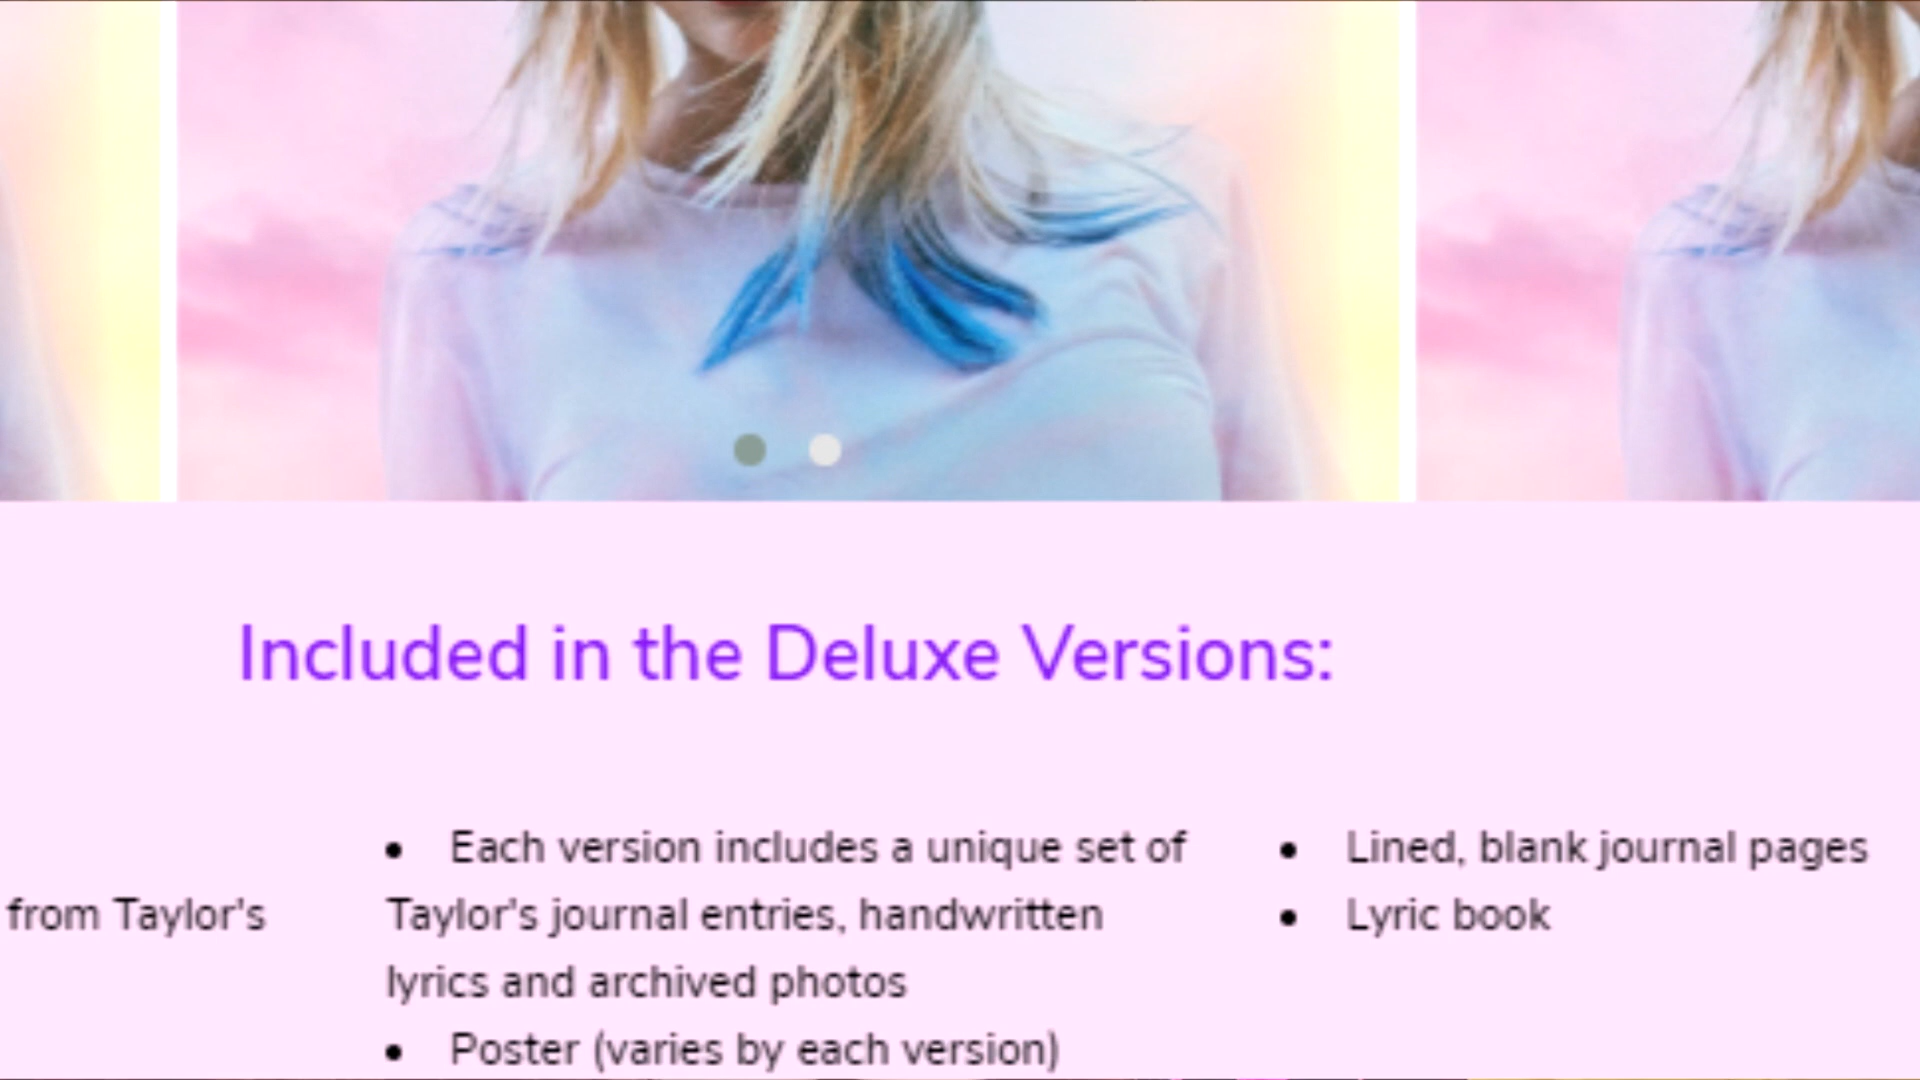 Included in the Deluxe Versions:
from Taylor's
• Each version includes a unique set of
Taylor's journal entries, handwritten
lyrics and archived photos
• Poster (varies by each version)
• Lined, blank journal pages
• Lyric book